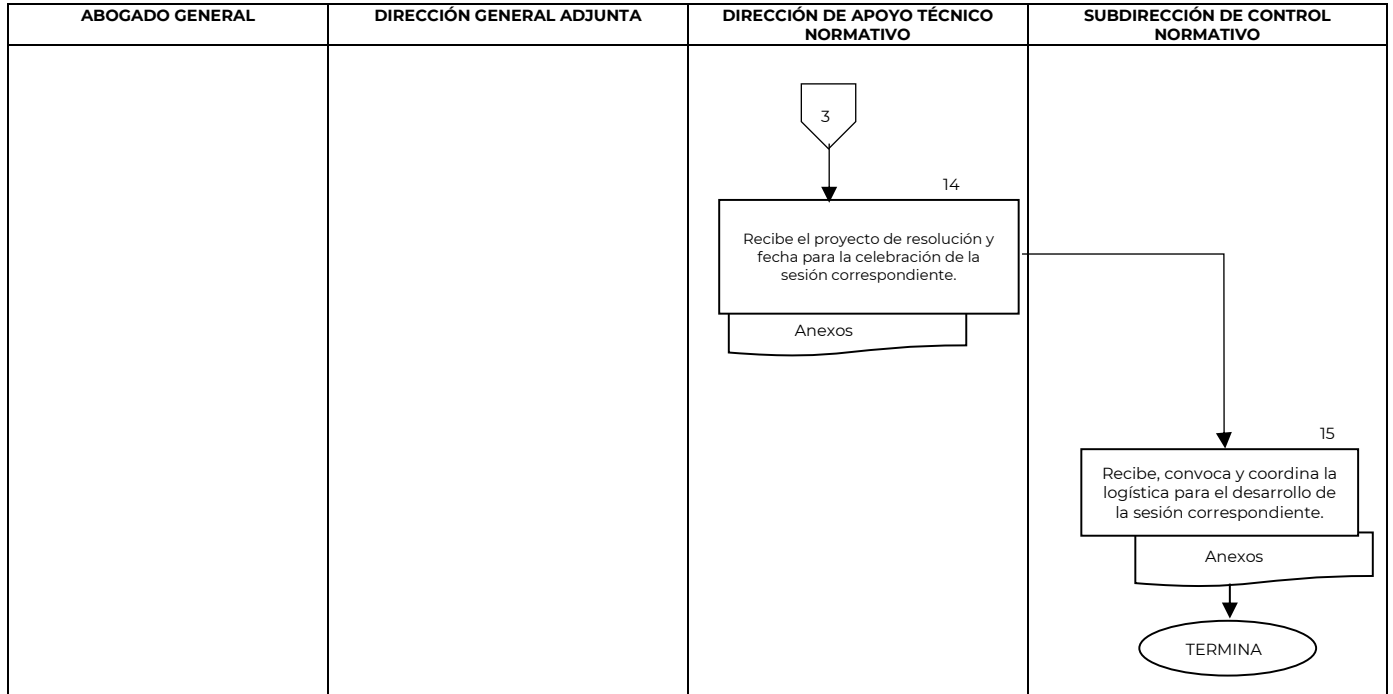 ABOGADO GENERAL
DIRECCIÓN GENERAL ADJUNTA
DIRECCIÓN DE APOYO TÉCNICO
NORMATIVO
SUBDIRECCIÓN DE CONTROL
NORMATIVO
3
14
Recibe el proyecto de resolución y
fecha para la celebración de la
sesión correspondiente.
Anexos
15
Recibe, convoca y coordina la
logística para el desarrollo de
la sesión correspondiente.
Anexos
TERMINA